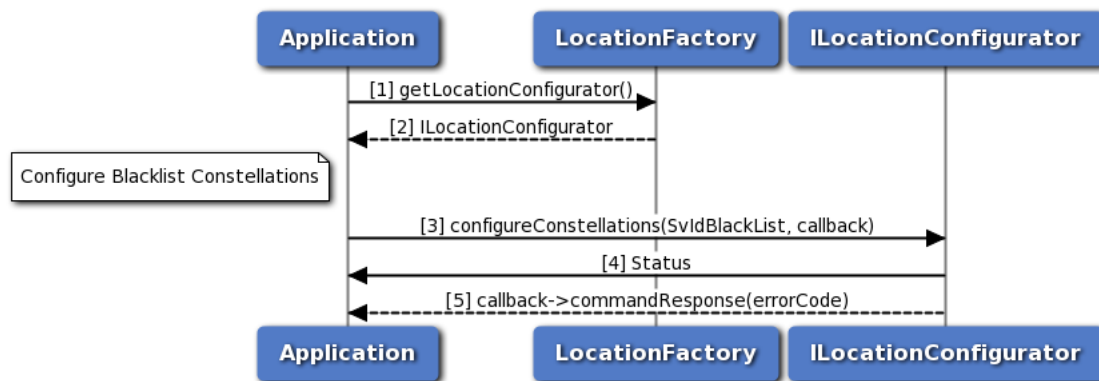 Application
LocationFactory
ILocationConfigurator
[1] getLocationConfigurator()
[2] ILocationConfigurator
Configure Blacklist Constellations
[3] configureConstellations(SvIdBlackList, callback)
[4] Status
[5] callback->commandResponse(errorCode)
Application
LocationFactory
ILocationConfigurator